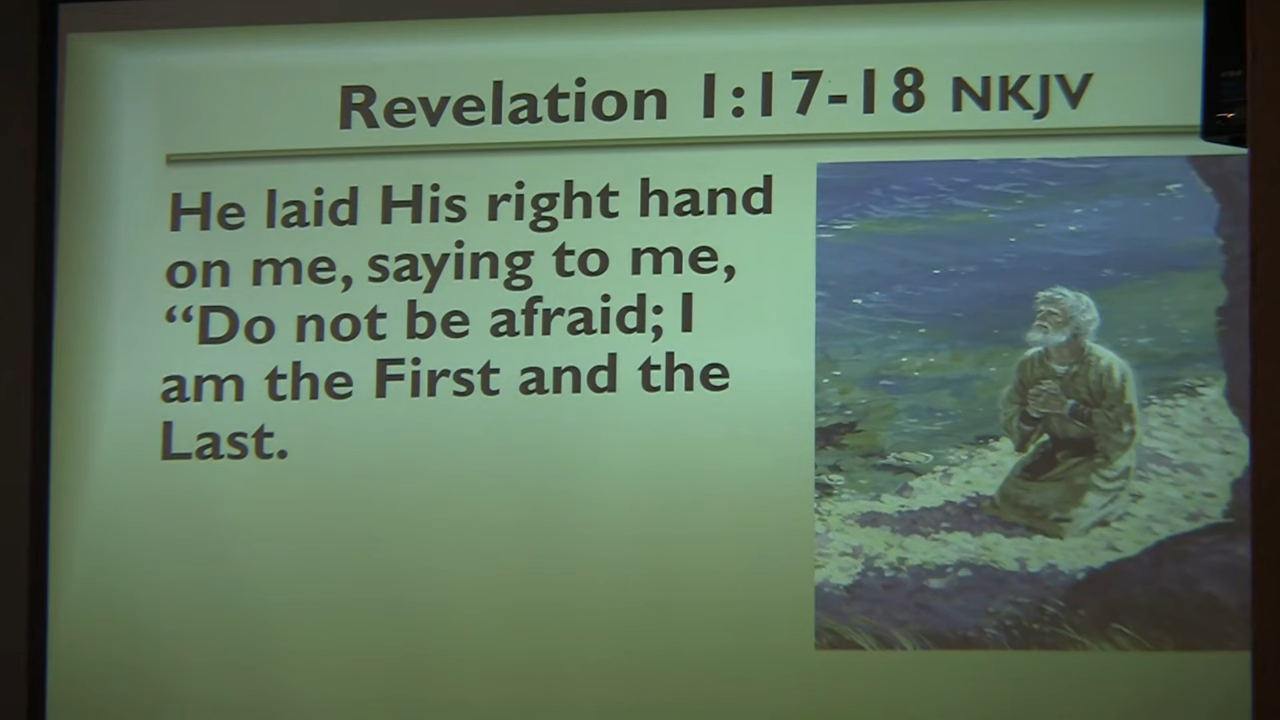 Revelation 1:17-18 NKJV
He laid His right hand
on me, saying to me,
“Do not be afraid; I
am the First and the
Last.